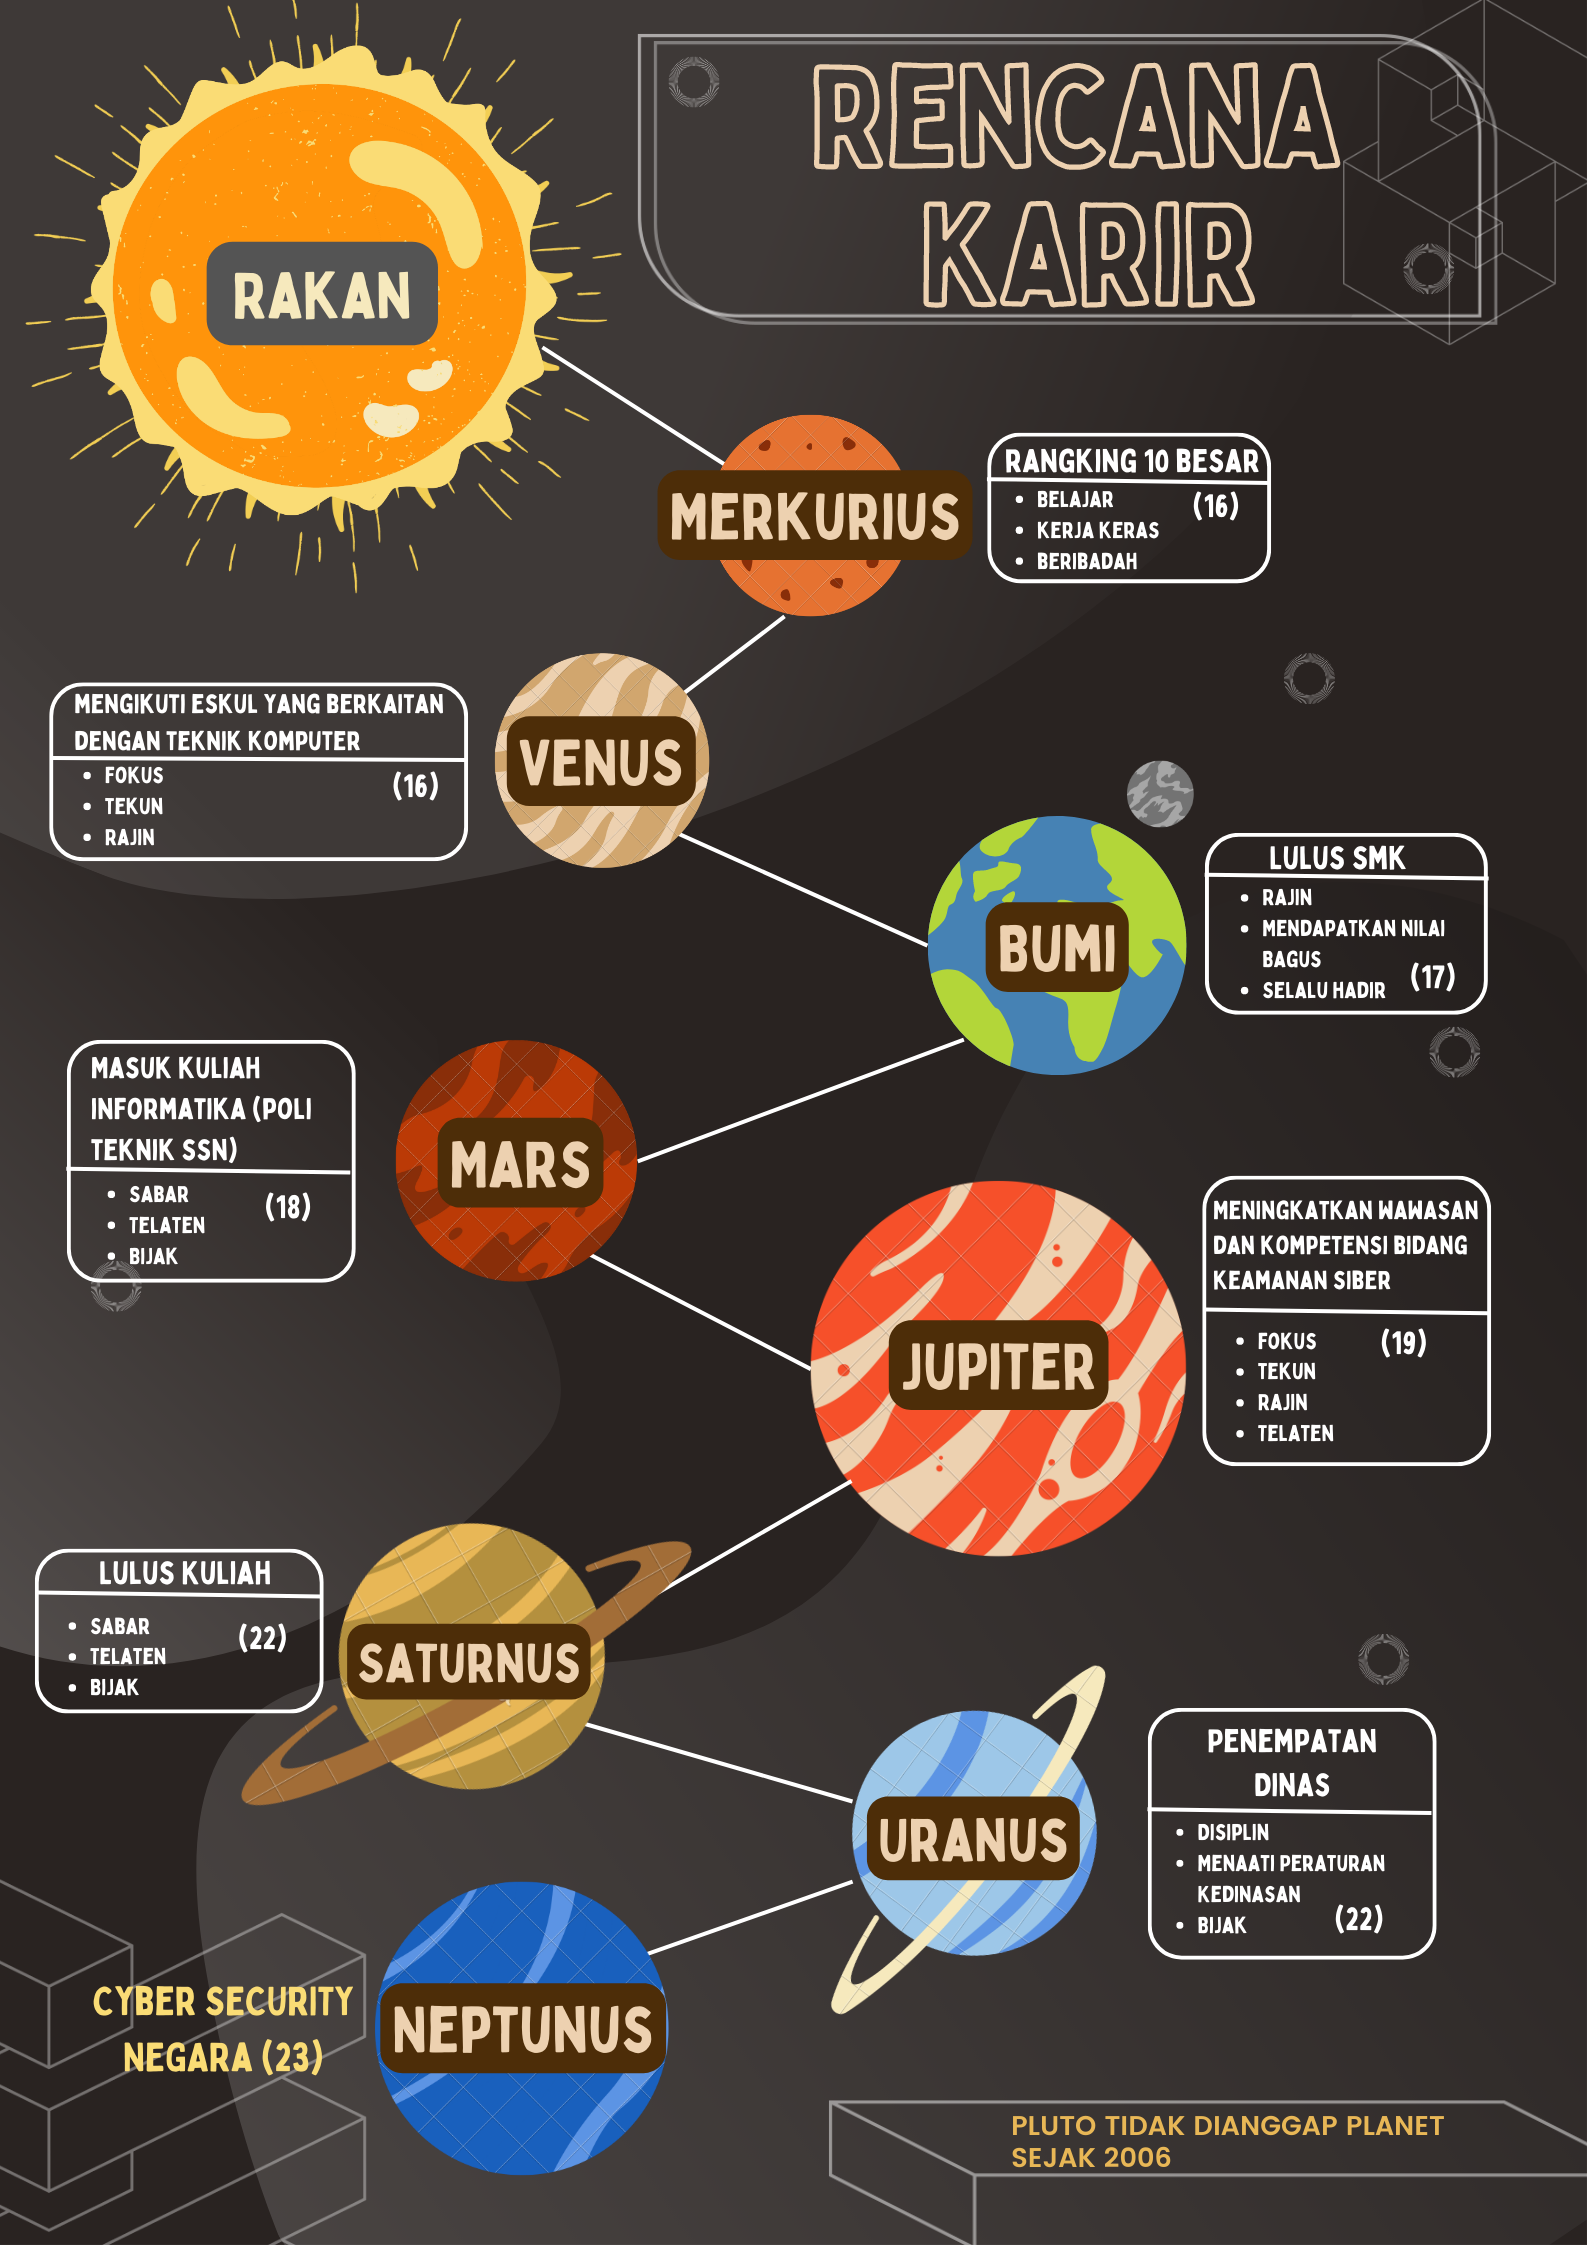 RENCANA
KARIR
RAKAN
MERKURIUS
RANGKING 10 BESAR
BELAJAR
(16)
KERJA KERAS
BERIBADAH
MENGIKUTI ESKUL YANG BERKAITAN
DENGAN TEKNIK KOMPUTER
FOKUS
(16)
TEKUN
RAJIN
VENUS
BUMI
LULUS SMK
RAJIN
MENDAPATKAN NILAI
BAGUS
SELALU HADIR
(17)
MASUK KULIAH
INFORMATIKA (POLI
TEKNIK SSN)
SABAR
(18)
TELATEN
BIJAK
MARS
JUPITER
MENINGKATKAN WAWASAN
DAN KOMPETENSI BIDANG
KEAMANAN SIBER
FOKUS
(19)
TEKUN
RAJIN
TELATEN
LULUS KULIAH
SABAR
(22)
TELATEN
BIJAK
SATURNUS
URANUS
PENEMPATAN
DINAS
DISIPLIN
MENAATI PERATURAN
KEDINASAN
BIJAK
(22)
CYBER SECURITY
NEGARA (23)
NEPTUNUS
PLUTO TIDAK DIANGGAP PLANET
SEJAK 2006